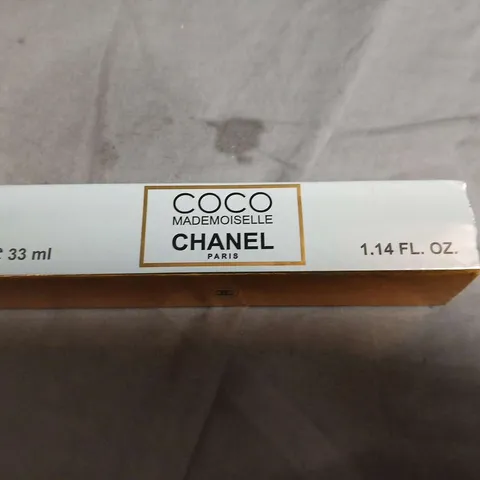 COCO
MADEMOISELLE
CHANEL
PARIS
33 ml
1.14 FL. OZ.